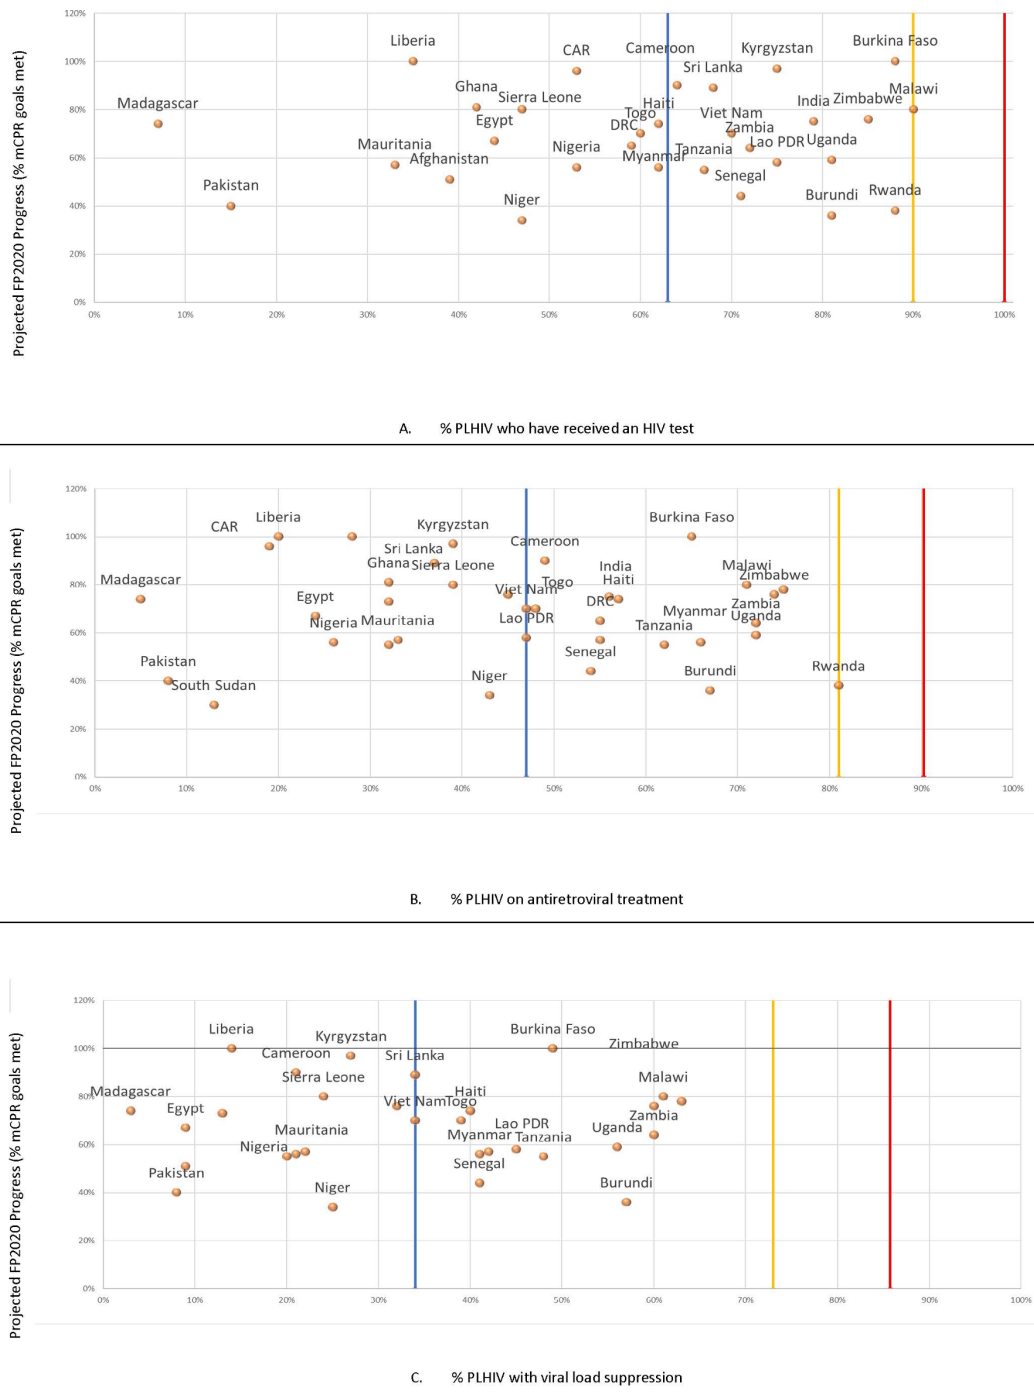 Projected FP2020 Progress (% mCPR goals met)
120%
Liberia
Burkina Faso
CAR
Cameroon
Kyrgyzstan
100%
Sri Lanka
Ghana
Malawi
Madagascar
Sierra Leone
Haiti
India
Zimbabwe
80%
Egypt
Togo
Viet Nam
DRC
Zambia
Mauritania
Nigeria
Lao PDR
Uganda
60%
Afghanistan
Myanmar
Tanzania
Pakistan
Senegal
Niger
Burundi
Rwanda
40%
20%
0%
0% 10% 20% 30% 40% 50% 60% 70% 80% 90% 100%
A. % PLHIV who have received an HIV test
Projected FP2020 Progress (% mCPR goals met)
120%
CAR
Liberia
Kyrgyzstan
Burkina Faso
100%
Sri Lanka
Cameroon
Ghana
Sierra Leone
India
Malawi
Madagascar
Haiti
Zimbabwe
80%
Egypt
Viet Nam
Togo
DRC
Zambia
Nigeria
Mauritania
Lao PDR
Myanmar
Uganda
60%
Tanzania
Pakistan
Senegal
South Sudan
Niger
Burundi
Rwanda
40%
20%
0%
0% 10% 20% 30% 40% 50% 60% 70% 80% 90% 100%
B. % PLHIV on antiretroviral treatment
Projected FP2020 Progress (% mCPR goals met)
120%
Liberia
Kyrgyzstan
Burkina Faso
Zimbabwe
100%
Cameroon
Sri Lanka
Sierra Leone
Malawi
Madagascar
Haiti
80%
Egypt
Viet Nam
Togo
Zambia
Mauritania
Lao PDR
Uganda
Nigeria
Myanmar
Tanzania
60%
Pakistan
Senegal
Niger
Burundi
40%
20%
0%
0% 10% 20% 30% 40% 50% 60% 70% 80% 90% 100%
C. % PLHIV with viral load suppression